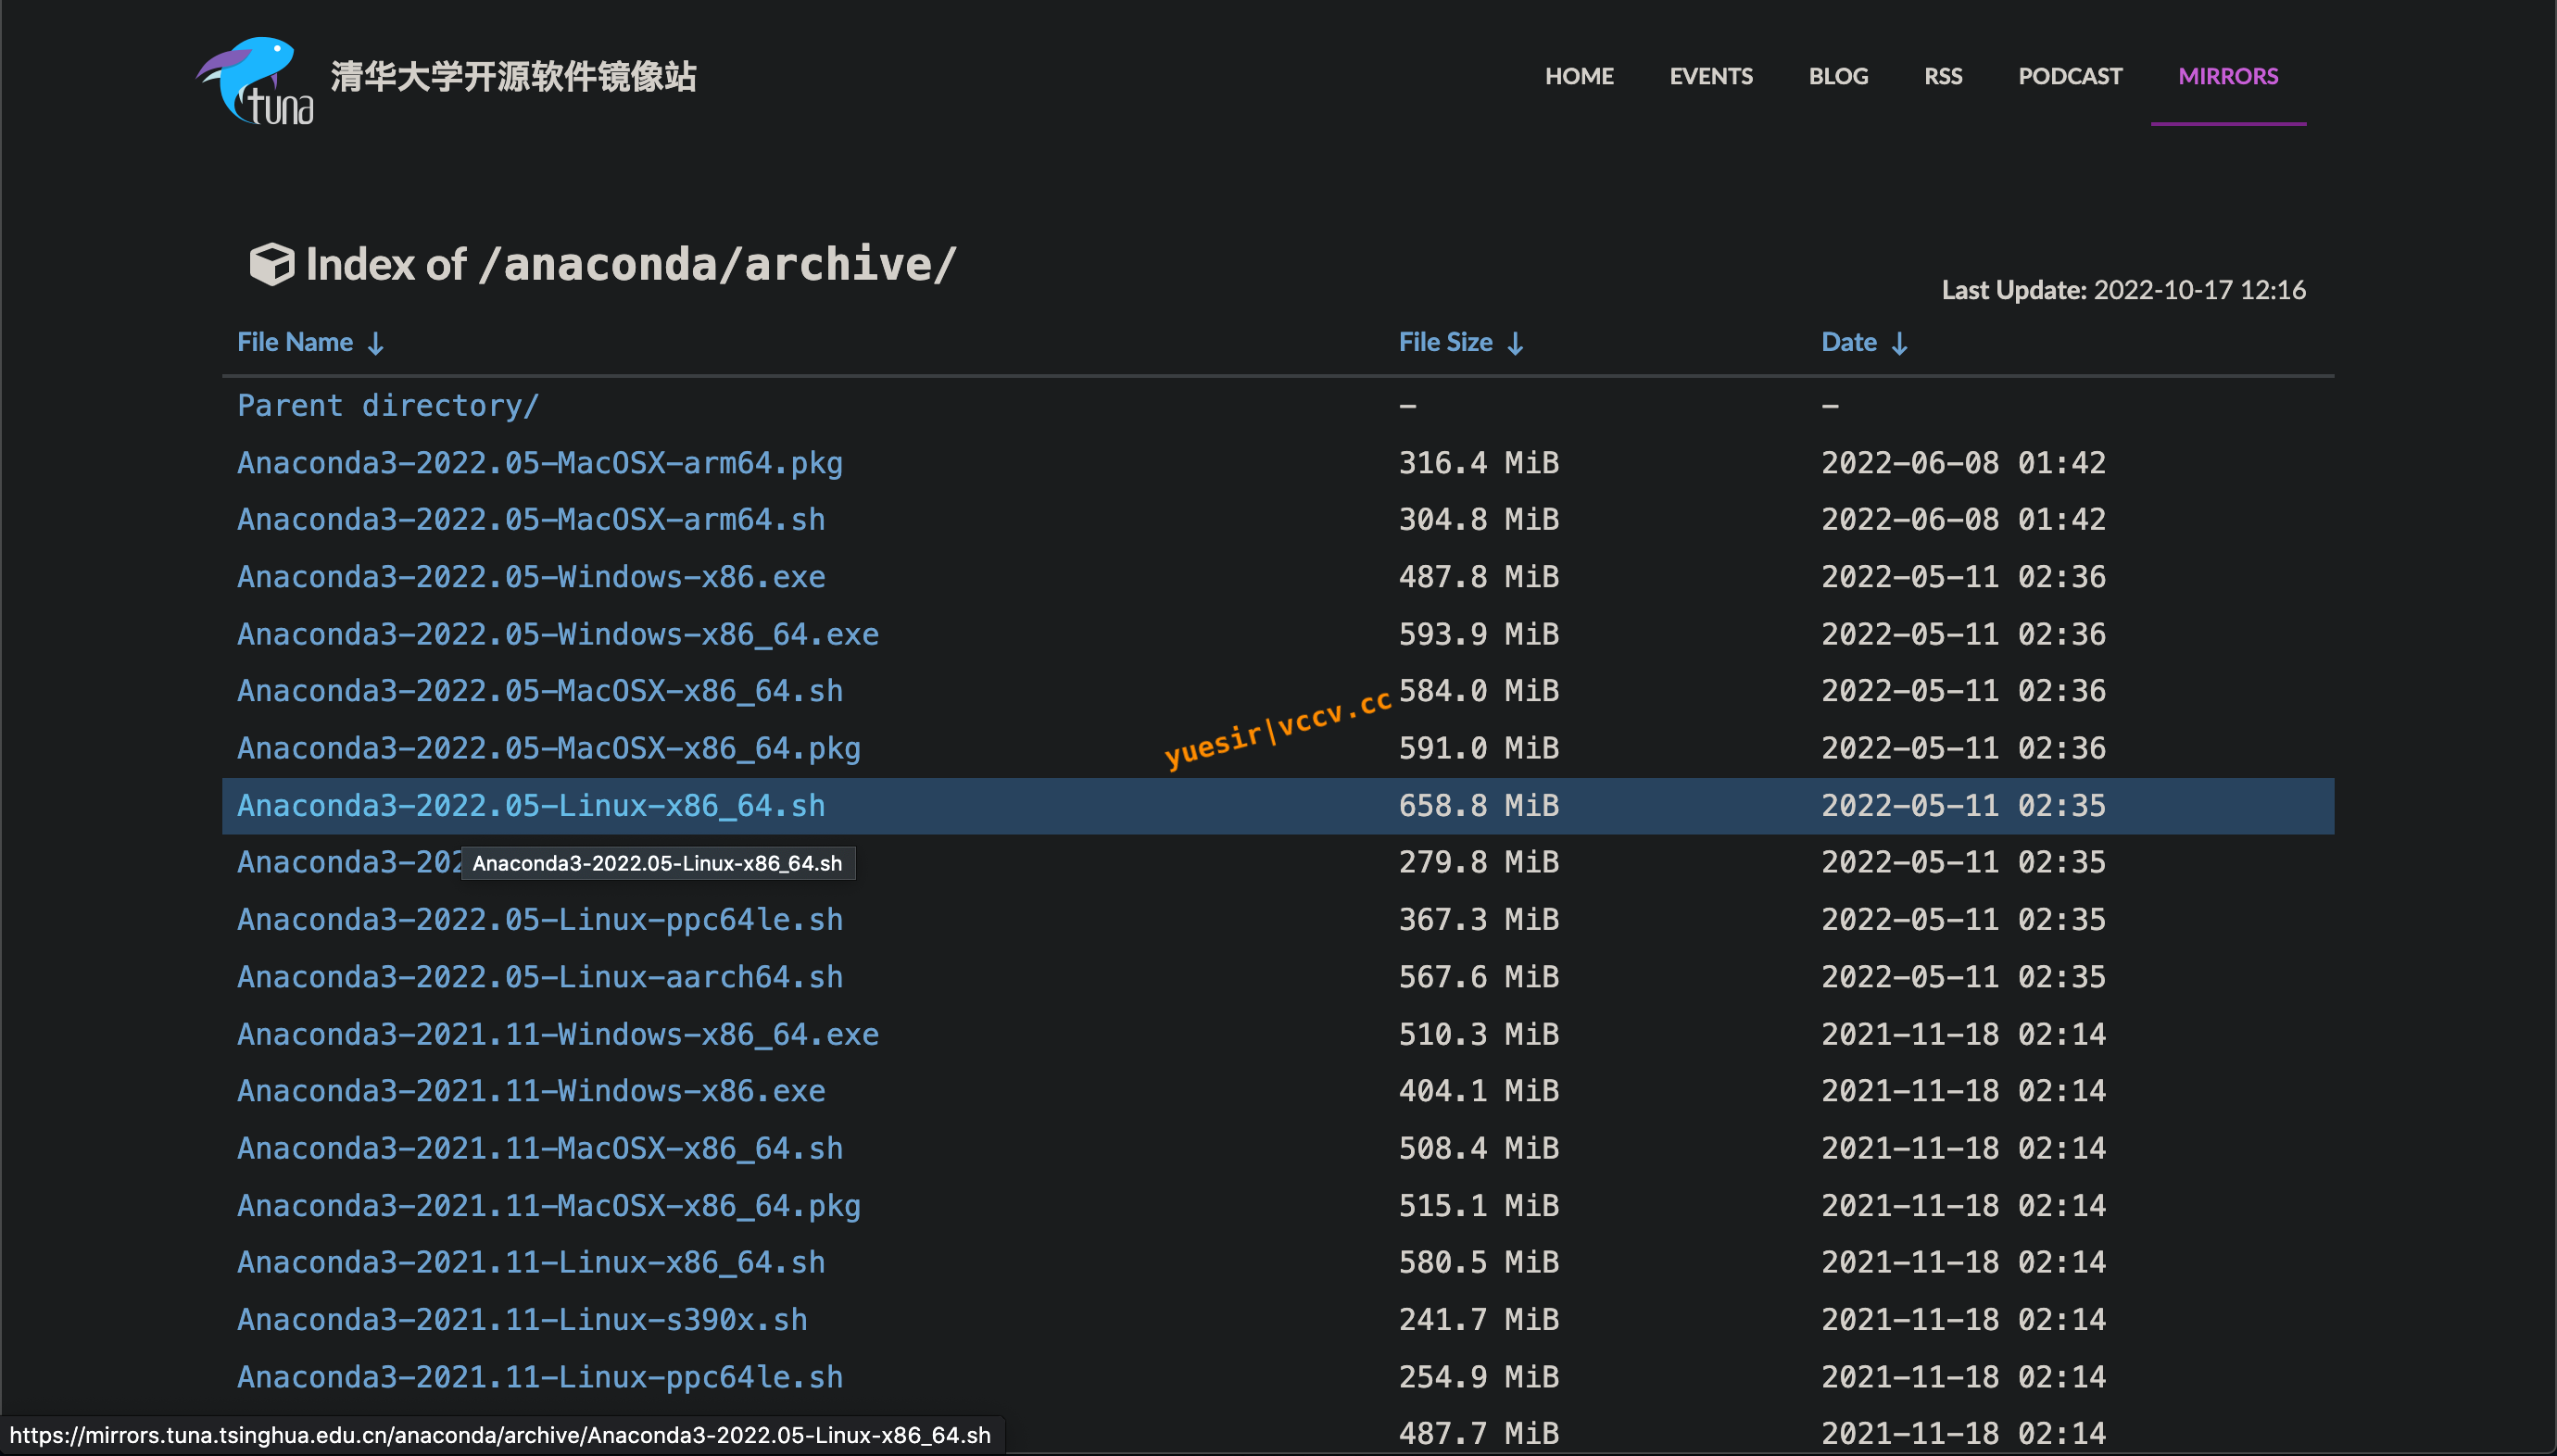 tuna
清华大学开源软件镜像站
HOME EVENTS BLOG RSS PODCAST MIRRORS
Index of /anaconda/archive/
Last Update: 2022-10-17 12:16
File Name ↓ File Size ↓ Date ↓
Parent directory/ - -
Anaconda3-2022.05-MacOSX-arm64.pkg 316.4 MiB 2022-06-08 01:42
Anaconda3-2022.05-MacOSX-arm64.sh 304.8 MiB 2022-06-08 01:42
Anaconda3-2022.05-Windows-x86.exe 487.8 MiB 2022-05-11 02:36
Anaconda3-2022.05-Windows-x86_64.exe 593.9 MiB 2022-05-11 02:36
Anaconda3-2022.05-MacOSX-x86_64.sh 584.0 MiB 2022-05-11 02:36
yuesir|vccv.cc
Anaconda3-2022.05-MacOSX-x86_64.pkg 591.0 MiB 2022-05-11 02:36
Anaconda3-2022.05-Linux-x86_64.sh 658.8 MiB 2022-05-11 02:35
Anaconda3-202 279.8 MiB 2022-05-11 02:35
Anaconda3-2022.05-Linux-x86_64.sh
Anaconda3-2022.05-Linux-ppc64le.sh 367.3 MiB 2022-05-11 02:35
Anaconda3-2022.05-Linux-aarch64.sh 567.6 MiB 2022-05-11 02:35
Anaconda3-2021.11-Windows-x86_64.exe 510.3 MiB 2021-11-18 02:14
Anaconda3-2021.11-Windows-x86.exe 404.1 MiB 2021-11-18 02:14
Anaconda3-2021.11-MacOSX-x86_64.sh 508.4 MiB 2021-11-18 02:14
Anaconda3-2021.11-MacOSX-x86_64.pkg 515.1 MiB 2021-11-18 02:14
Anaconda3-2021.11-Linux-x86_64.sh 580.5 MiB 2021-11-18 02:14
Anaconda3-2021.11-Linux-s390x.sh 241.7 MiB 2021-11-18 02:14
Anaconda3-2021.11-Linux-ppc64le.sh 254.9 MiB 2021-11-18 02:14
487.7 MiB 2021-11-18 02:14
https://mirrors.tuna.tsinghua.edu.cn/anaconda/archive/Anaconda3-2022.05-Linux-x86_64.sh